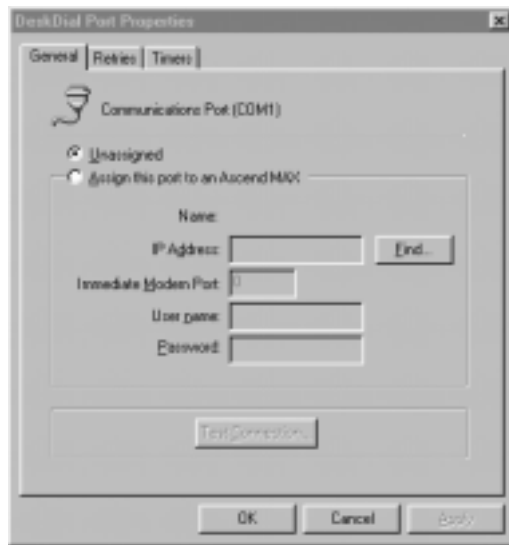 DeskDial Port Properties
General Retries Timers
Communications Port (COM1)
Unassigned
Assign this port to an Ascend MAX
Name:
IP Address: Find...
Immediate Modem Port: 0
User name:
Password:
Test Connection...
OK Cancel Apply